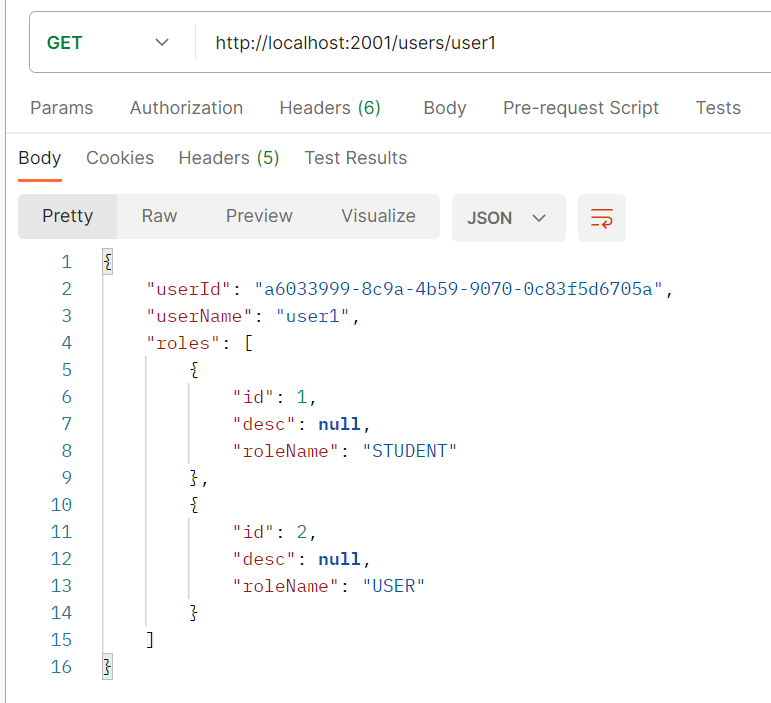 GET http://localhost:2001/users/user1
Params Authorization Headers (6) Body Pre-request Script Tests
Body Cookies Headers (5) Test Results
Pretty Raw Preview Visualize JSON
1 {
2 "userId": "a6033999-8c9a-4b59-9070-0c83f5d6705a",
3 "userName": "user1",
4 "roles": [
5 {
6 "id": 1,
7 "desc": null,
8 "roleName": "STUDENT"
9 },
10 {
11 "id": 2,
12 "desc": null,
13 "roleName": "USER"
14 }
15 ]
16 }